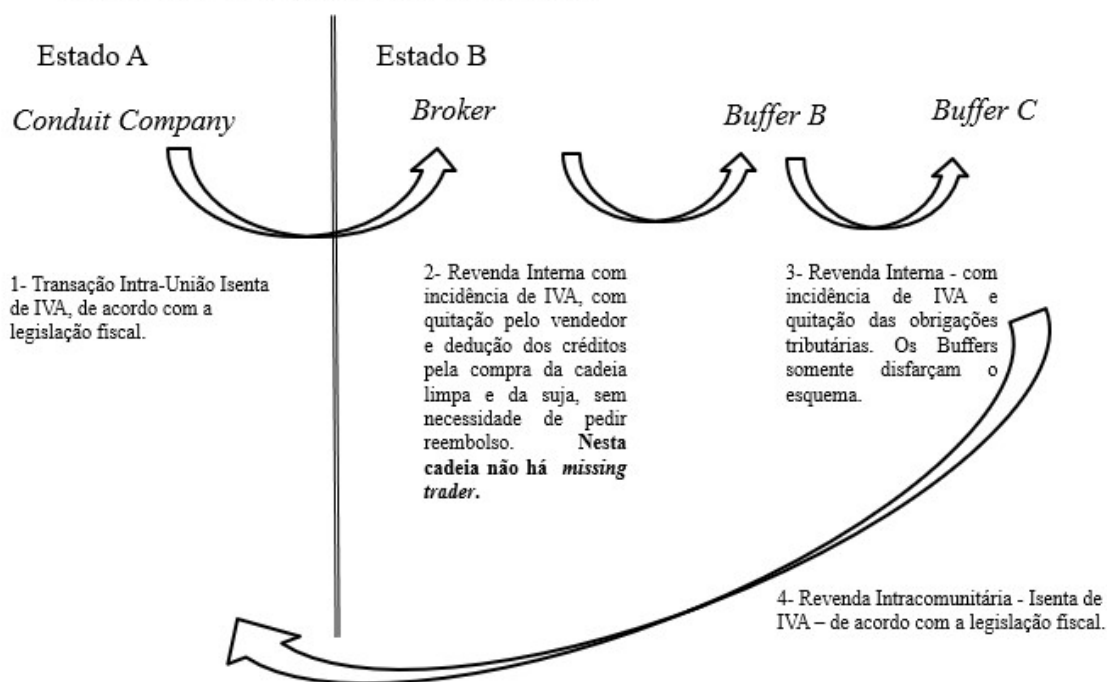 Estado A
Estado B
Conduit Company
Broker
Buffer B
Buffer C
1- Transação Intra-União Isenta
de IVA, de acordo com a
legislação fiscal.
2- Revenda Interna com
incidência de IVA, com
quitação pelo vendedor
e dedução dos créditos
pela compra da cadeia
limpa e da suja, sem
necessidade de pedir
reembolso. Nesta
cadeia não há missing
trader.
3- Revenda Interna - com
incidência de IVA e
quitação das obrigações
tributárias. Os Buffers
somente disfarçam o
esquema.
4- Revenda Intracomunitária - Isenta de
IVA – de acordo com a legislação fiscal.